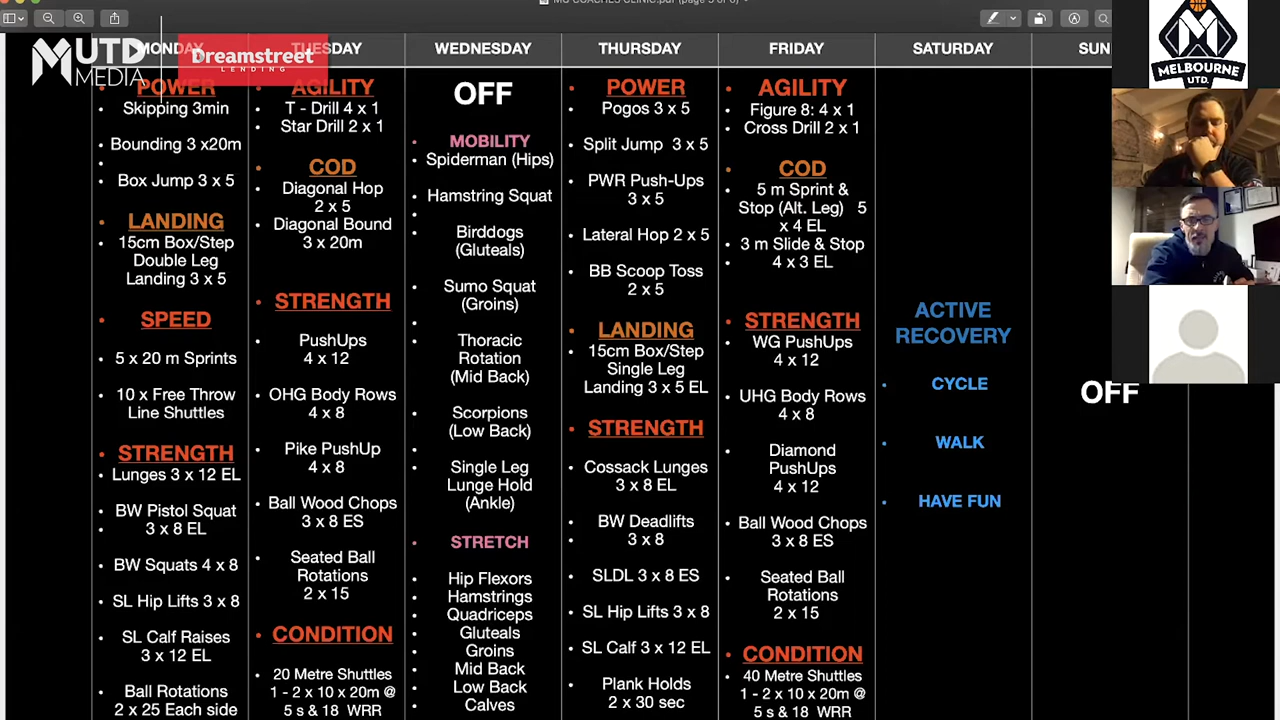 MU COACHES CLINIC.pdf (page 5 of 6)
MUTD
MEDIA
Dreamstreet
LENDING
MELBOURNE
UTD.
MONDAY
POWER
Skipping 3min
Bounding 3 x20m
Box Jump 3 x 5
LANDING
15cm Box/Step
Double Leg
Landing 3 x 5
SPEED
5 x 20 m Sprints
10 x Free Throw
Line Shuttles
STRENGTH
Lunges 3 x 12 EL
BW Pistol Squat
3 x 8 EL
BW Squats 4 x 8
SL Hip Lifts 3 x 8
SL Calf Raises
3 x 12 EL
Ball Rotations
2 x 25 Each side
TUESDAY
AGILITY
T - Drill 4 x 1
Star Drill 2 x 1
COD
Diagonal Hop
2 x 5
Diagonal Bound
3 x 20m
STRENGTH
PushUps
4 x 12
OHG Body Rows
4 x 8
Pike PushUp
4 x 8
Ball Wood Chops
3 x 8 ES
Seated Ball
Rotations
2 x 15
CONDITION
20 Metre Shuttles
1 - 2 x 10 x 20m @
5 s & 18 WRR
WEDNESDAY
OFF
MOBILITY
Spiderman (Hips)
Hamstring Squat
Birddogs
(Gluteals)
Sumo Squat
(Groins)
Thoracic
Rotation
(Mid Back)
Scorpions
(Low Back)
Single Leg
Lunge Hold
(Ankle)
STRETCH
Hip Flexors
Hamstrings
Quadriceps
Gluteals
Groins
Mid Back
Low Back
Calves
THURSDAY
POWER
Pogos 3 x 5
Split Jump 3 x 5
PWR Push-Ups
3 x 5
Lateral Hop 2 x 5
BB Scoop Toss
2 x 5
LANDING
15cm Box/Step
Single Leg
Landing 3 x 5 EL
STRENGTH
Cossack Lunges
3 x 8 EL
BW Deadlifts
3 x 8
SLDL 3 x 8 ES
SL Hip Lifts 3 x 8
SL Calf 3 x 12 EL
Plank Holds
2 x 30 sec
FRIDAY
AGILITY
Figure 8: 4 x 1
Cross Drill 2 x 1
COD
5 m Sprint &
Stop (Alt. Leg) 5
x 4 EL
3 m Slide & Stop
4 x 3 EL
STRENGTH
WG PushUps
4 x 12
UHG Body Rows
4 x 8
Diamond
PushUps
4 x 12
Ball Wood Chops
3 x 8 ES
Seated Ball
Rotations
2 x 15
CONDITION
40 Metre Shuttles
1 - 2 x 10 x 20m @
5 s & 18 WRR
SATURDAY
ACTIVE
RECOVERY
CYCLE
WALK
HAVE FUN
SUN
OFF